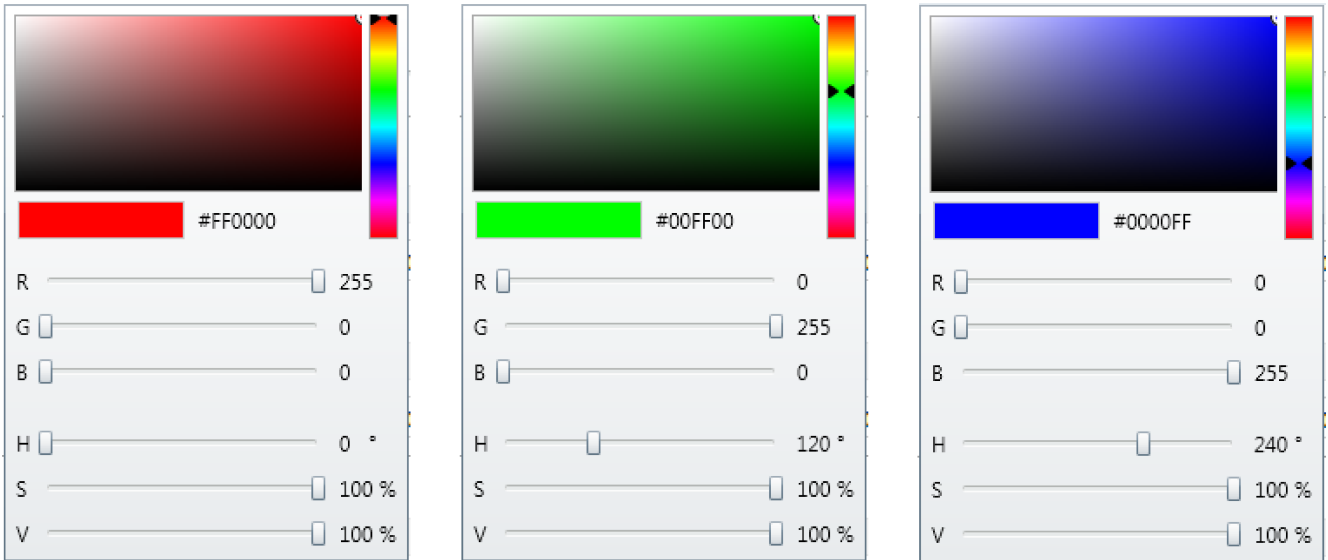 #FF0000
R 255
G 0
B 0
H 0 °
S 100 %
V 100 %
#00FF00
R 0
G 255
B 0
H 120 °
S 100 %
V 100 %
#0000FF
R 0
G 0
B 255
H 240 °
S 100 %
V 100 %